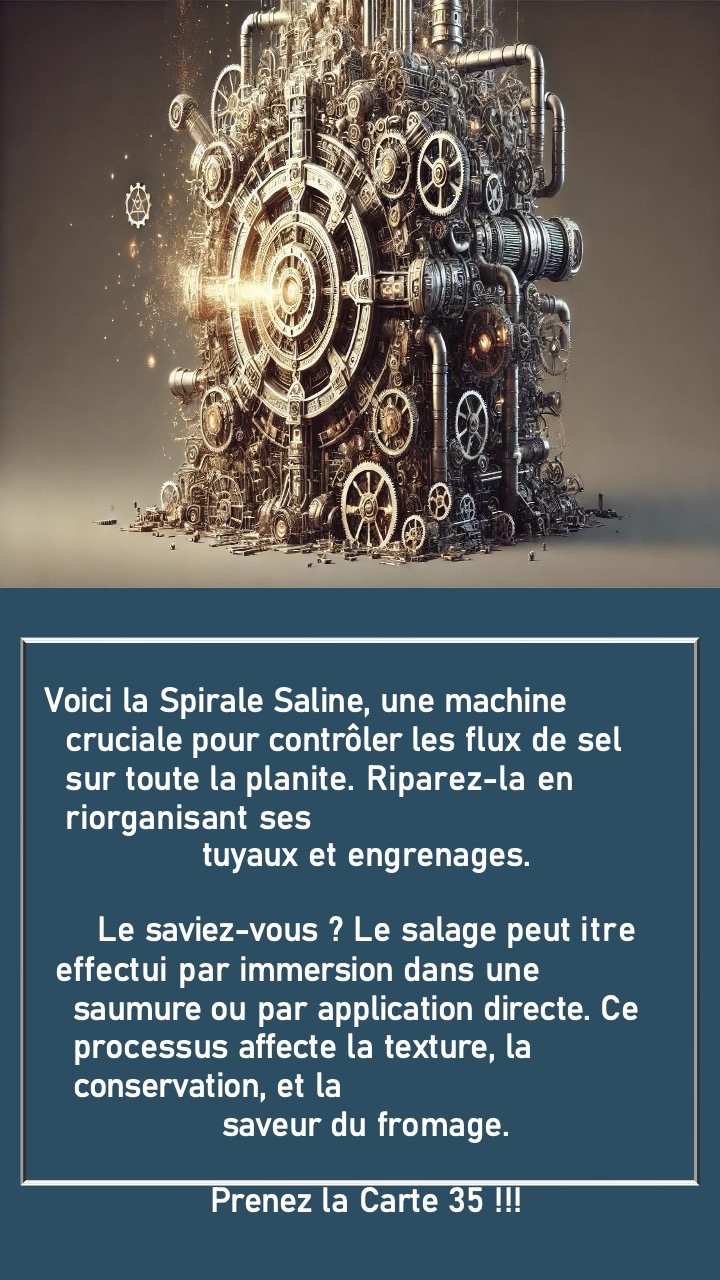 Voici la Spirale Saline, une machine
cruciale pour contrôler les flux de sel
sur toute la planite. Riparez-la en
riorganisant ses
tuyaux et engrenages.
Le saviez-vous ? Le salage peut itre
effectui par immersion dans une
saumure ou par application directe. Ce
processus affecte la texture, la
conservation, et la
saveur du fromage.
Prenez la Carte 35 !!!